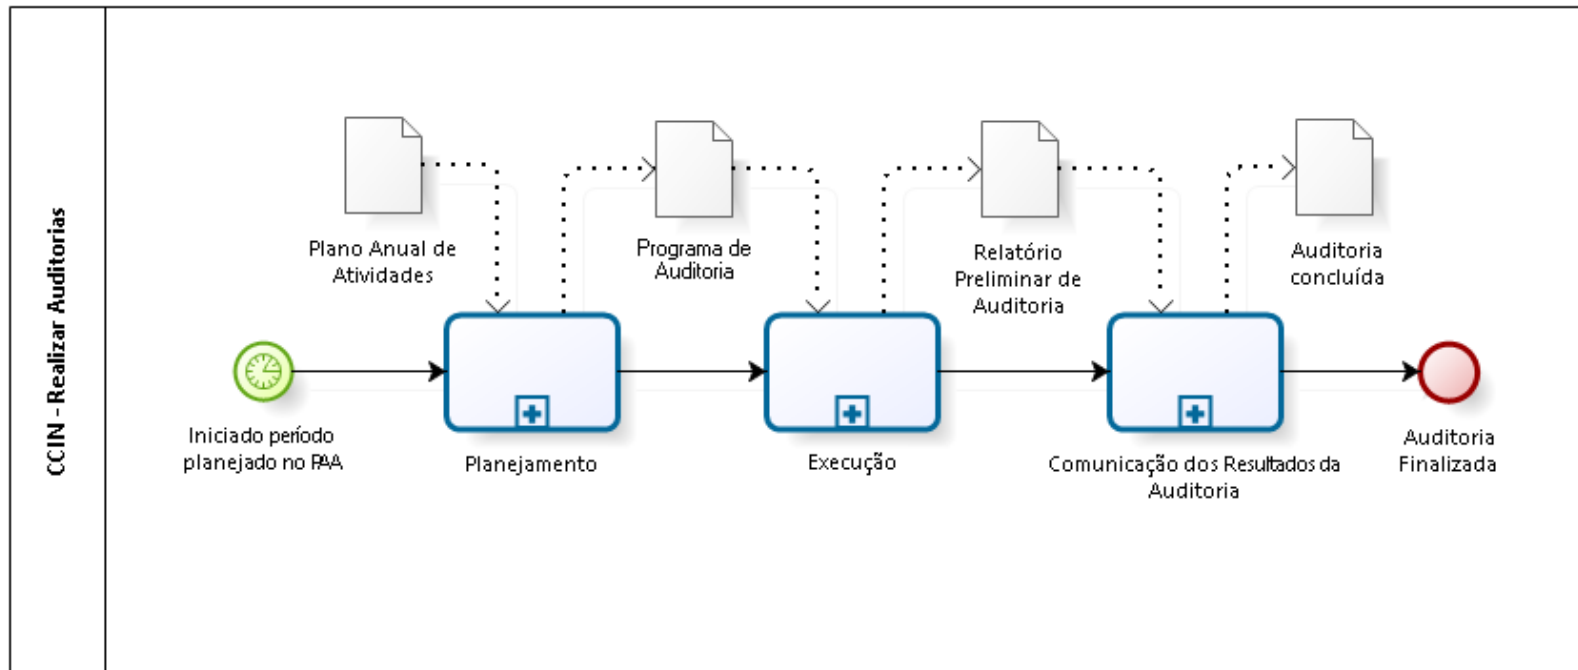 CCIN - Realizar Auditorias
Plano Anual de
Atividades
Programa de
Auditoria
Relatório
Preliminar de
Auditoria
Auditoria
concluída
Iniciado período
planejado no PAA
Planejamento
Execução
Comunicação dos Resultados da
Auditoria
Auditoria
Finalizada